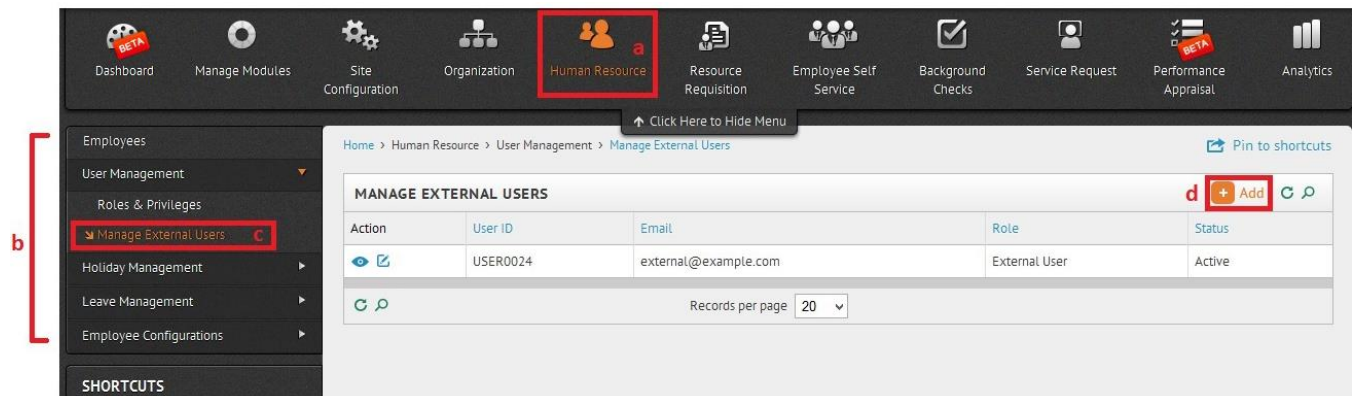 BETA
BETA
Dashboard Manage Modules Site Configuration Organization Human Resource a Resource Requisition Employee Self Service Background Checks Service Request Performance Appraisal Analytics
↑ Click Here to Hide Menu
b
Employees
User Management
Roles & Privileges
Manage External Users c
Holiday Management
Leave Management
Employee Configurations
SHORTCUTS
Home > Human Resource > User Management > Manage External Users
Pin to shortcuts
MANAGE EXTERNAL USERS d + Add
Action User ID Email Role Status
USER0024 external@example.com External User Active
Records per page 20